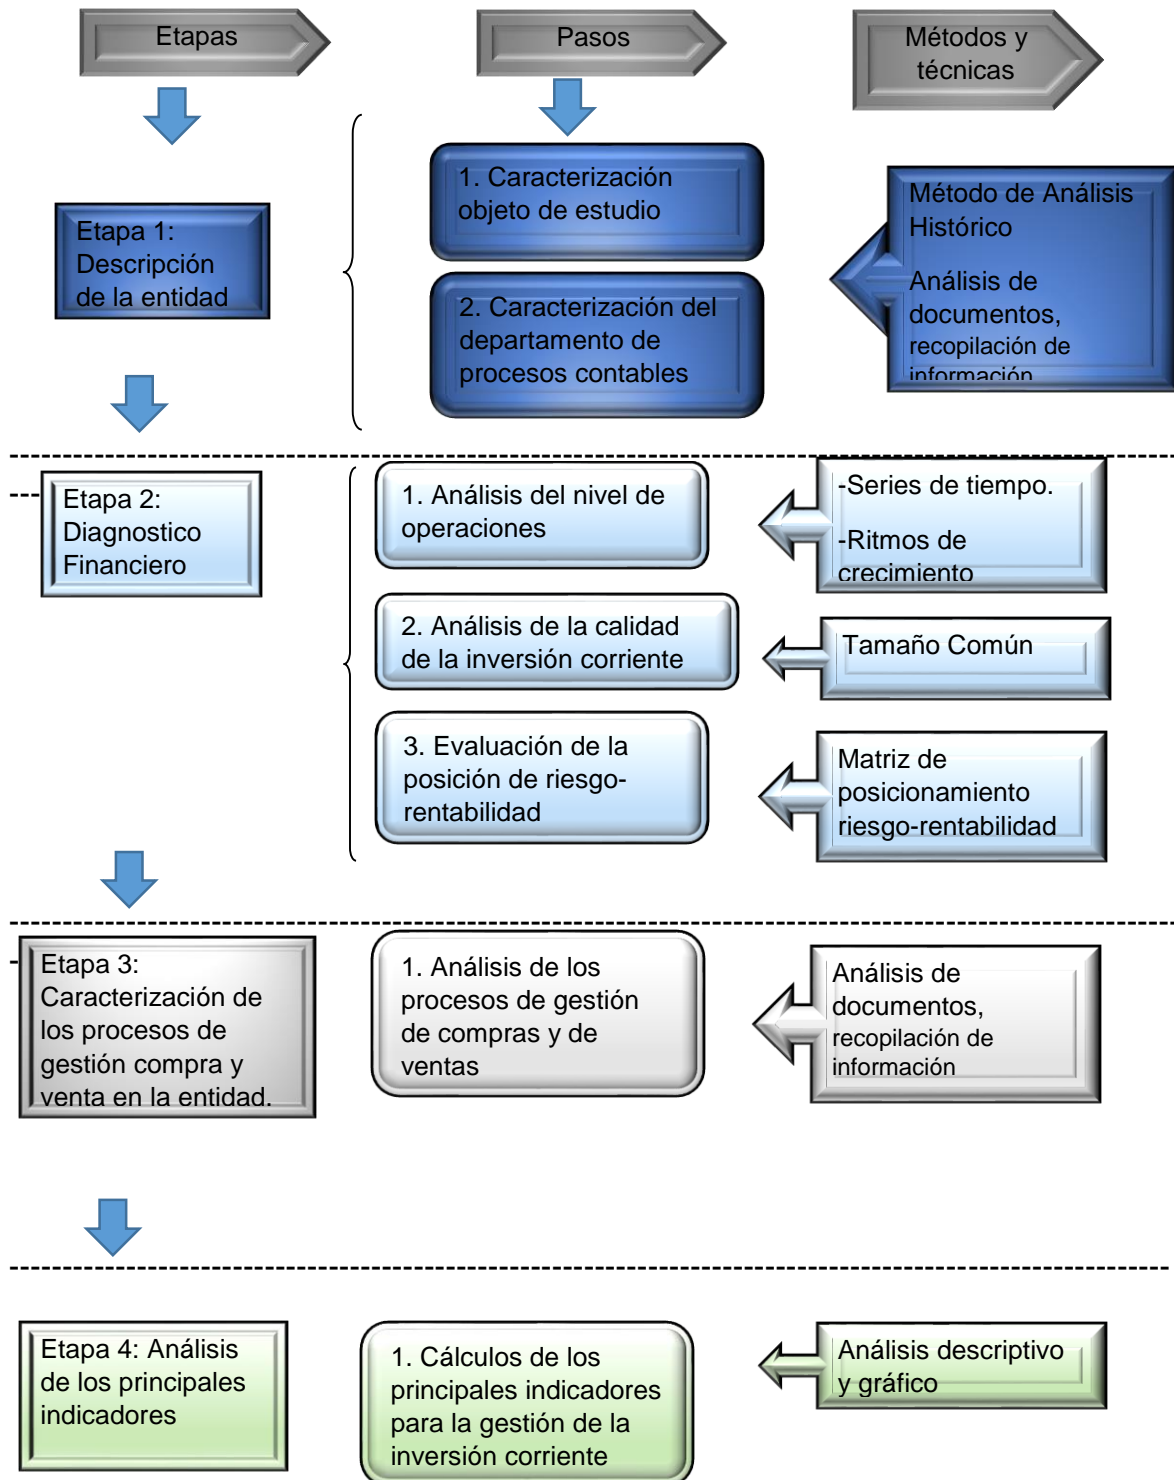 Etapas
Pasos
Métodos y
técnicas
Etapa 1:
Descripción
de la entidad
1. Caracterización
objeto de estudio
2. Caracterización del
departamento de
procesos contables
Método de Análisis
Histórico
Análisis de
documentos,
recopilación de
información
Etapa 2:
Diagnostico
Financiero
1. Análisis del nivel de
operaciones
-Series de tiempo.
-Ritmos de
crecimiento
2. Análisis de la calidad
de la inversión corriente
Tamaño Común
3. Evaluación de la
posición de riesgo-
rentabilidad
Matriz de
posicionamiento
riesgo-rentabilidad
Etapa 3:
Caracterización de
los procesos de
gestión compra y
venta en la entidad.
1. Análisis de los
procesos de gestión
de compras y de
ventas
Análisis de
documentos,
recopilación de
información
Etapa 4: Análisis
de los principales
indicadores
1. Cálculos de los
principales indicadores
para la gestión de la
inversión corriente
Análisis descriptivo
y gráfico